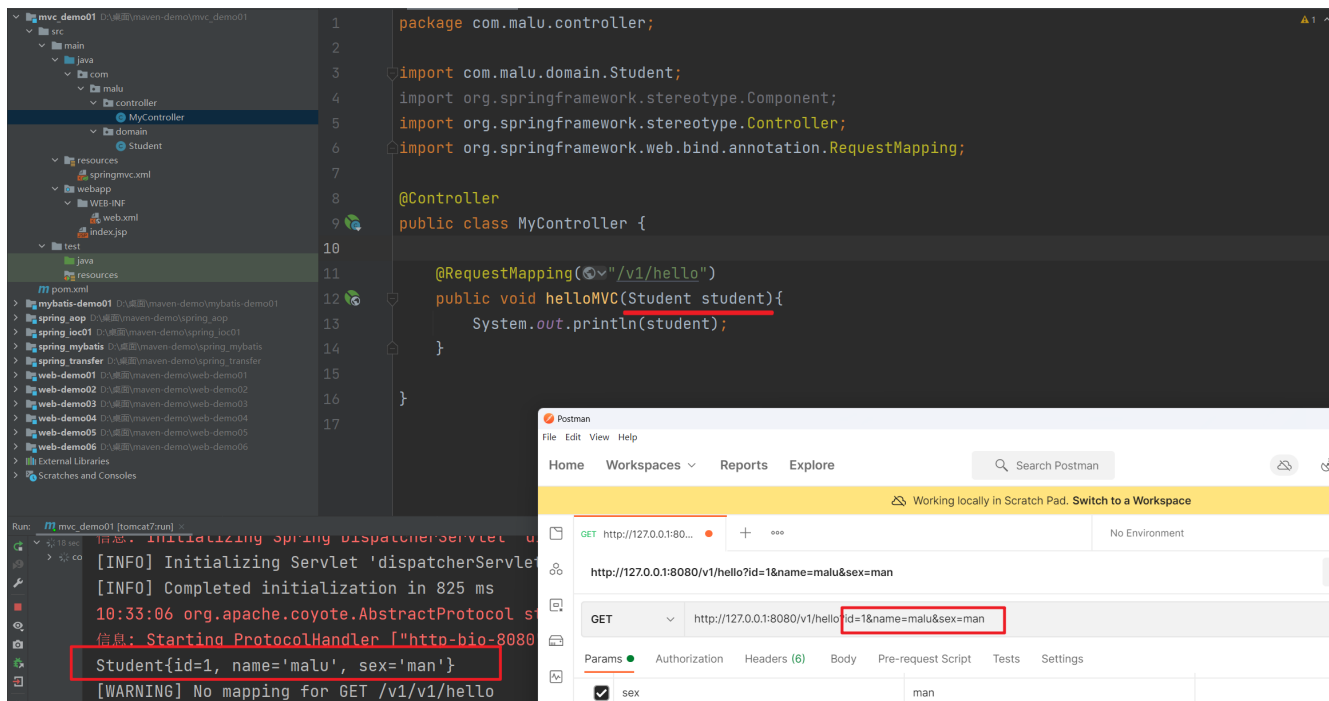 mvc_demo01 D:\桌面\maven-demo\mvc_demo01
src
main
java
com
malu
controller
MyController
domain
Student
resources
springmvc.xml
webapp
WEB-INF
web.xml
index.jsp
test
java
resources
pom.xml
mybatis-demo01 D:\桌面\maven-demo\mybatis-demo01
spring_aop D:\桌面\maven-demo\spring_aop
spring_ioc01 D:\桌面\maven-demo\spring_ioc01
spring_mybatis D:\桌面\maven-demo\spring_mybatis
spring_transfer D:\桌面\maven-demo\spring_transfer
web-demo01 D:\桌面\maven-demo\web-demo01
web-demo02 D:\桌面\maven-demo\web-demo02
web-demo03 D:\桌面\maven-demo\web-demo03
web-demo04 D:\桌面\maven-demo\web-demo04
web-demo05 D:\桌面\maven-demo\web-demo05
web-demo06 D:\桌面\maven-demo\web-demo06
External Libraries
Scratches and Consoles
1 package com.malu.controller;
2
3 import com.malu.domain.Student;
4 import org.springframework.stereotype.Component;
5 import org.springframework.stereotype.Controller;
6 import org.springframework.web.bind.annotation.RequestMapping;
7
8 @Controller
9 public class MyController {
10
11 @RequestMapping("/v1/hello")
12 public void helloMVC(Student student){
13 System.out.println(student);
14 }
15
16 }
17
1
Run: mvc_demo01 [tomcat7:run]
18 sec
co
信息: Initializing Spring DispatcherServlet
[INFO] Initializing Servlet 'dispatcherServlet
[INFO] Completed initialization in 825 ms
10:33:06 org.apache.coyote.AbstractProtocol st
信息: Starting ProtocolHandler ["http-bio-8080
Student{id=1, name='malu', sex='man'}
[WARNING] No mapping for GET /v1/v1/hello
Postman
File Edit View Help
Home Workspaces Reports Explore Search Postman
Working locally in Scratch Pad. Switch to a Workspace
GET http://127.0.0.1:80... No Environment
http://127.0.0.1:8080/v1/hello?id=1&name=malu&sex=man
GET http://127.0.0.1:8080/v1/hello?id=1&name=malu&sex=man
Params Authorization Headers (6) Body Pre-request Script Tests Settings
sex man